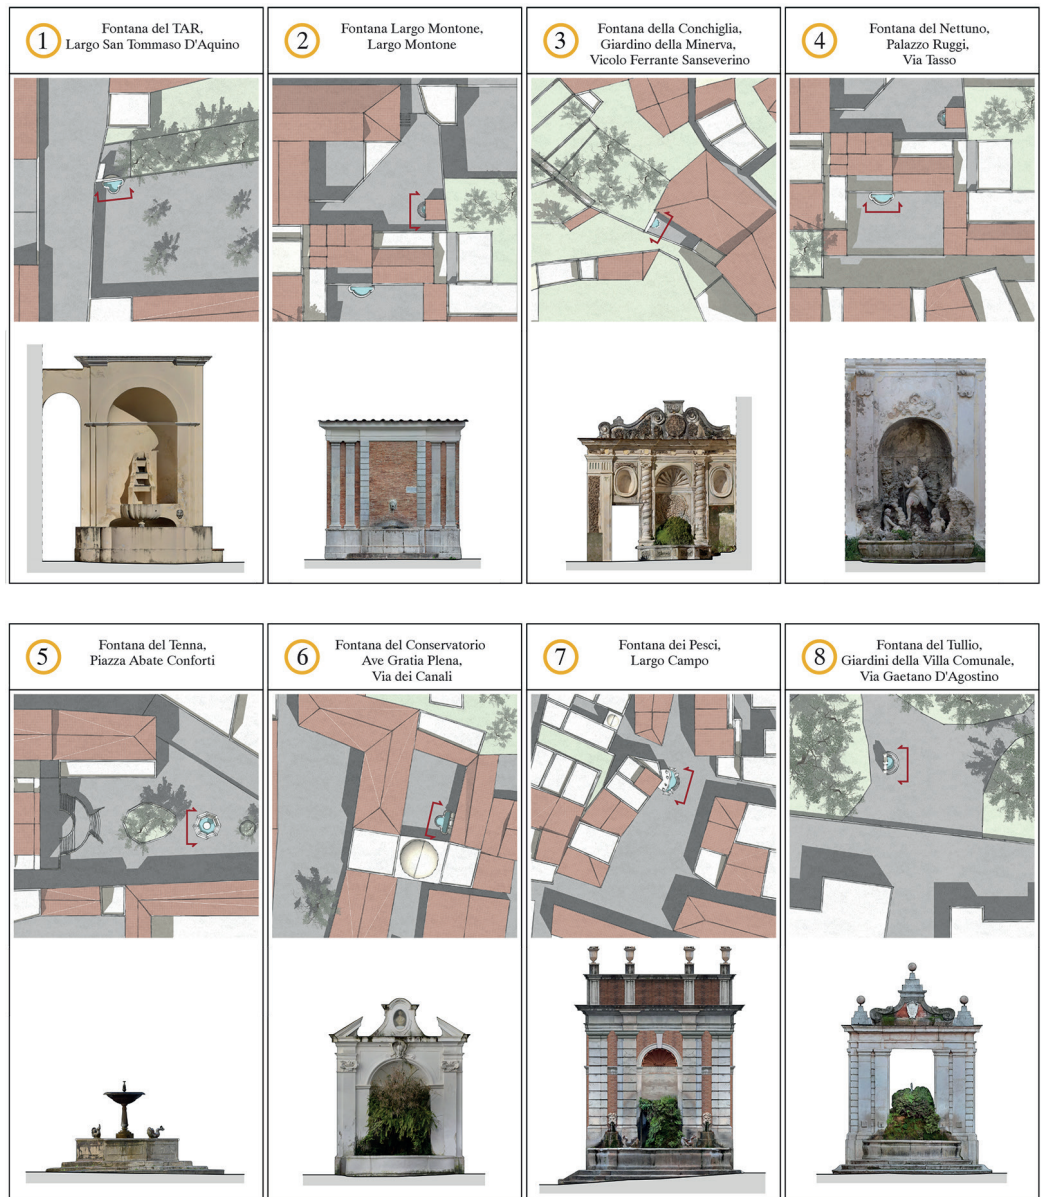 1
Fontana del TAR,
Largo San Tommaso D'Aquino
2
Fontana Largo Montone,
Largo Montone
3
Fontana della Conchiglia,
Giardino della Minerva,
Vicolo Ferrante Sanseverino
4
Fontana del Nettuno,
Palazzo Ruggi,
Via Tasso
5
Fontana del Tenna,
Piazza Abate Conforti
6
Fontana del Conservatorio
Ave Gratia Plena,
Via dei Canali
7
Fontana dei Pesci,
Largo Campo
8
Fontana del Tullio,
Giardini della Villa Comunale,
Via Gaetano D'Agostino